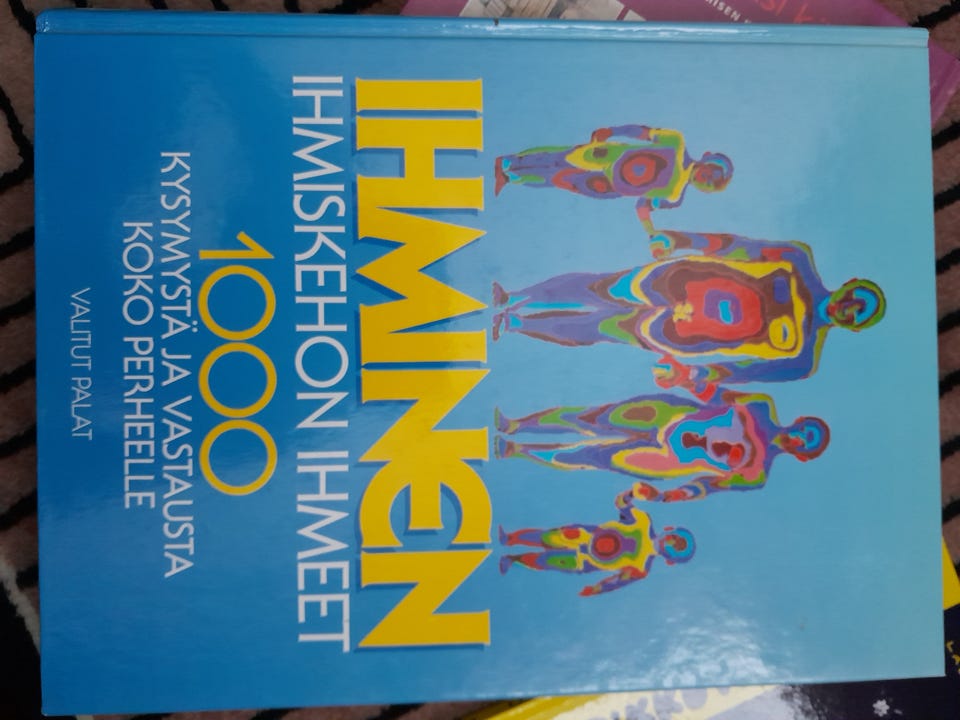 IHMINEN
IHMISKEHON IHMEET
1000
KYSYMYSTÄ JA VASTAUSTA
KOKO PERHEELLE
VALITUT PALAT